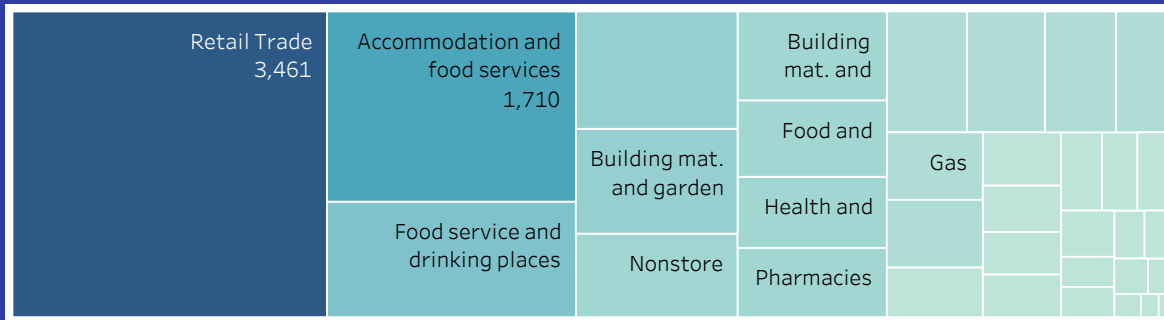 Retail Trade
3,461
Accommodation and
food services
1,710
Food service and
drinking places
Building mat.
and garden
Nonstore
Building
mat. and
Food and
Health and
Pharmacies
Gas